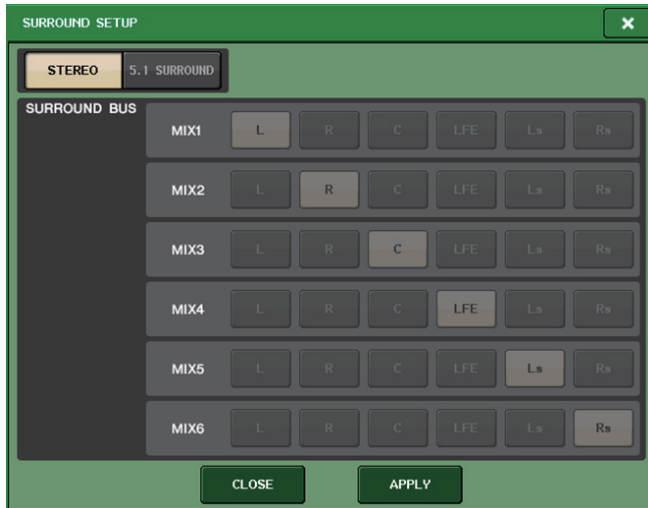 SURROUND SETUP ×
STEREO 5.1 SURROUND
SURROUND BUS
MIX1 L R C LFE Ls Rs
MIX2 L R C LFE Ls Rs
MIX3 L R C LFE Ls Rs
MIX4 L R C LFE Ls Rs
MIX5 L R C LFE Ls Rs
MIX6 L R C LFE Ls Rs
CLOSE APPLY